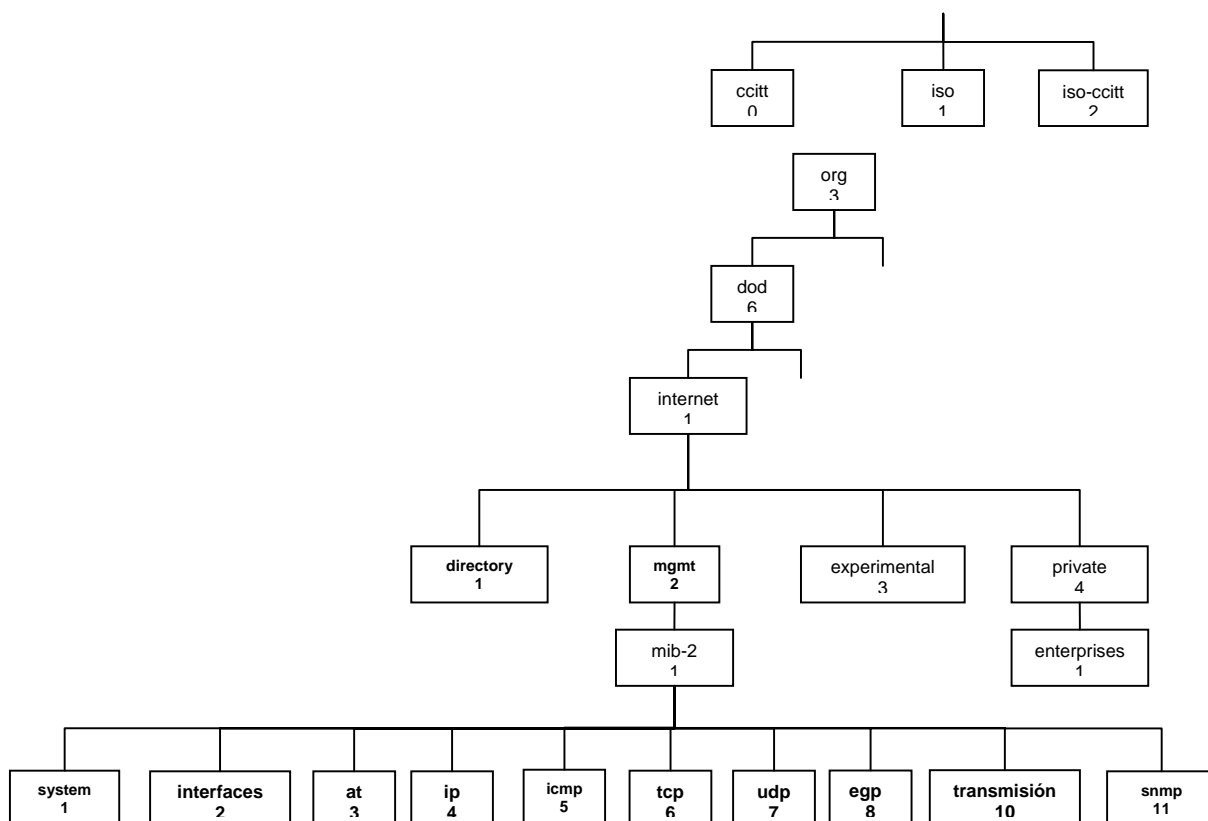 ccitt
0
iso
1
iso-ccitt
2
org
3
dod
6
internet
1
directory
1
mgmt
2
experimental
3
private
4
mib-2
1
enterprises
1
system
1
interfaces
2
at
3
ip
4
icmp
5
tcp
6
udp
7
egp
8
transmisión
10
snmp
11